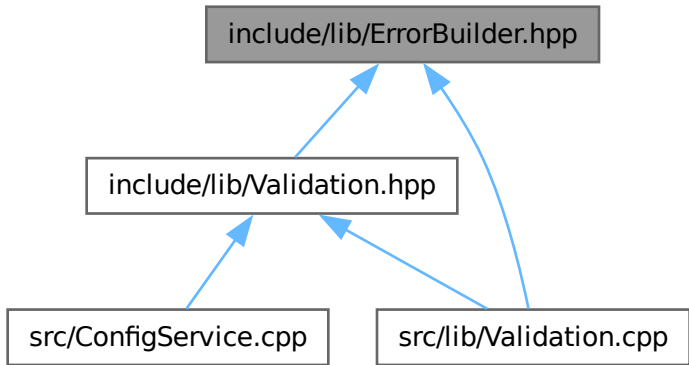 include/lib/ErrorBuilder.hpp
include/lib/Validation.hpp
src/ConfigService.cpp
src/lib/Validation.cpp